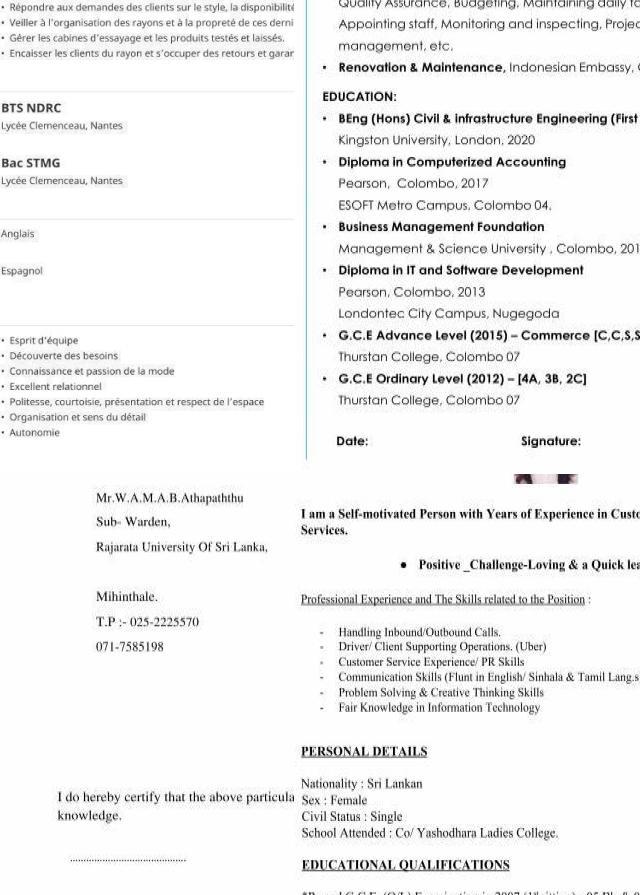 • Répondre aux demandes des clients sur le style, la disponibilité
• Veiller à l'organisation des rayons et à la propreté de ces derni
• Gérer les cabines d'essayage et les produits testés et laissés.
• Encaisser les clients du rayon et s'occuper des retours et garan
BTS NDRC
Lycée Clemenceau, Nantes
Bac STMG
Lycée Clemenceau, Nantes
Anglais
Espagnol
• Esprit d'équipe
• Découverte des besoins
• Connaissance et passion de la mode
• Excellent relationnel
• Politesse, courtoisie, présentation et respect de l'espace
• Organisation et sens du détail
• Autonomie
Quality Assurance, Budgeting, Maintaining daily
Appointing staff, Monitoring and inspecting, Projec
management, etc.
• Renovation & Maintenance, Indonesian Embassy,
EDUCATION:
• BEng (Hons) Civil & infrastructure Engineering (First
Kingston University, London, 2020
• Diploma in Computerized Accounting
Pearson, Colombo, 2017
ESOFT Metro Campus, Colombo 04.
• Business Management Foundation
Management & Science University , Colombo, 201
• Diploma in IT and Software Development
Pearson, Colombo, 2013
Londontec City Campus, Nugegoda
• G.C.E Advance Level (2015) – Commerce [C,C,S,S
Thurstan College, Colombo 07
• G.C.E Ordinary Level (2012) – [4A, 3B, 2C]
Thurstan College, Colombo 07
Date: Signature:
Mr.W.A.M.A.B.Athapaththu
Sub- Warden,
Rajarata University Of Sri Lanka,
Mihinthale.
T.P :- 025-2225570
071-7585198
I do hereby certify that the above particula
knowledge.
........................................
I am a Self-motivated Person with Years of Experience in Custo
Services.
• Positive _Challenge-Loving & a Quick lea
Professional Experience and The Skills related to the Position :
- Handling Inbound/Outbound Calls.
- Driver/ Client Supporting Operations. (Uber)
- Customer Service Experience/ PR Skills
- Communication Skills (Flunt in English/ Sinhala & Tamil Lang.s
- Problem Solving & Creative Thinking Skills
- Fair Knowledge in Information Technology
PERSONAL DETAILS
Nationality : Sri Lankan
Sex : Female
Civil Status : Single
School Attended : Co/ Yashodhara Ladies College.
EDUCATIONAL QUALIFICATIONS